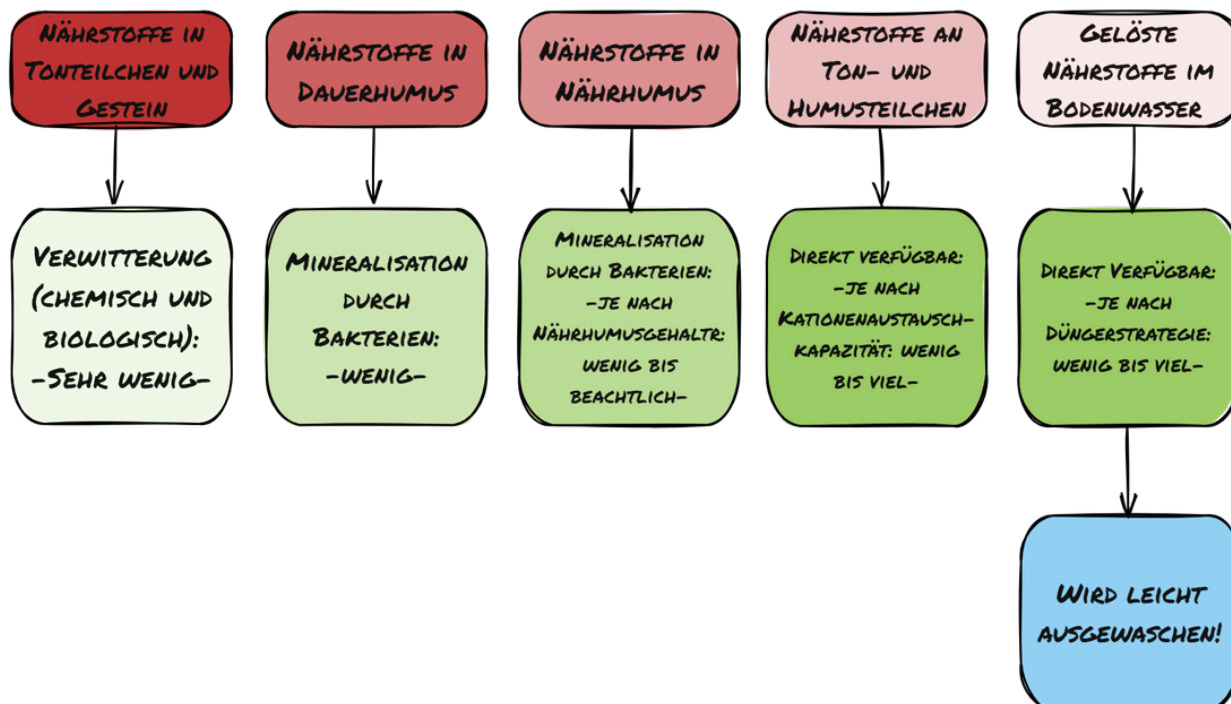 Nährstoffe in
Tonteilchen und
Gestein
Nährstoffe in
Dauerhumus
Nährstoffe in
Nährhumus
Nährstoffe an
Ton- und
Humusteilchen
Gelöste
Nährstoffe im
Bodenwasser
Verwitterung
(chemisch und
biologisch):
-Sehr wenig-
Mineralisation
durch
Bakterien:
-wenig-
Mineralisation
durch Bakterien:
-je nach
Nährhumusgehaltr:
wenig bis
beachtlich-
Direkt verfügbar:
-je nach
Kationenaustausch-
kapazität: wenig
bis viel-
Direkt Verfügbar:
-je nach
Düngerstrategie:
wenig bis viel-
Wird leicht
ausgewaschen!